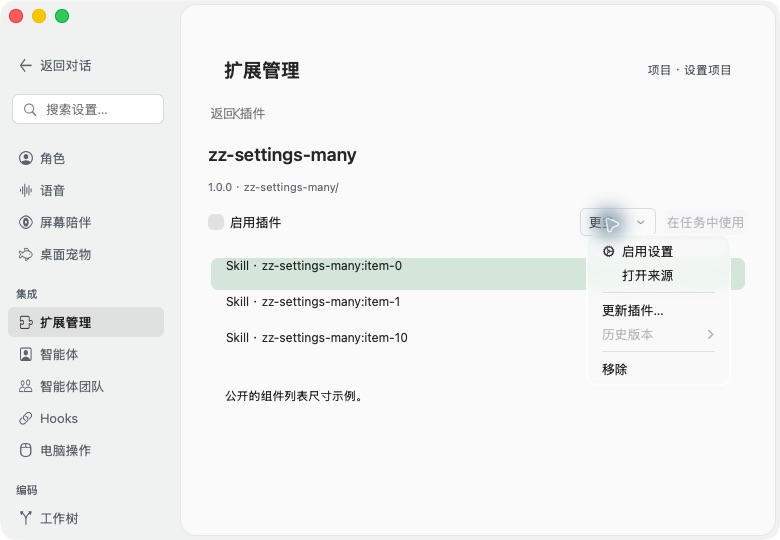 返回对话
搜索设置...
角色
语音
屏幕陪伴
桌面宠物
集成
扩展管理
智能体
智能体团队
Hooks
电脑操作
编码
工作树
扩展管理
项目 · 设置项目
返回K插件
zz-settings-many
1.0.0 · zz-settings-many/
启用插件
在任务中使用
Skill · zz-settings-many:item-0
Skill · zz-settings-many:item-1
Skill · zz-settings-many:item-10
公开的组件列表尺寸示例。
启用设置
打开来源
更新插件...
历史版本
移除